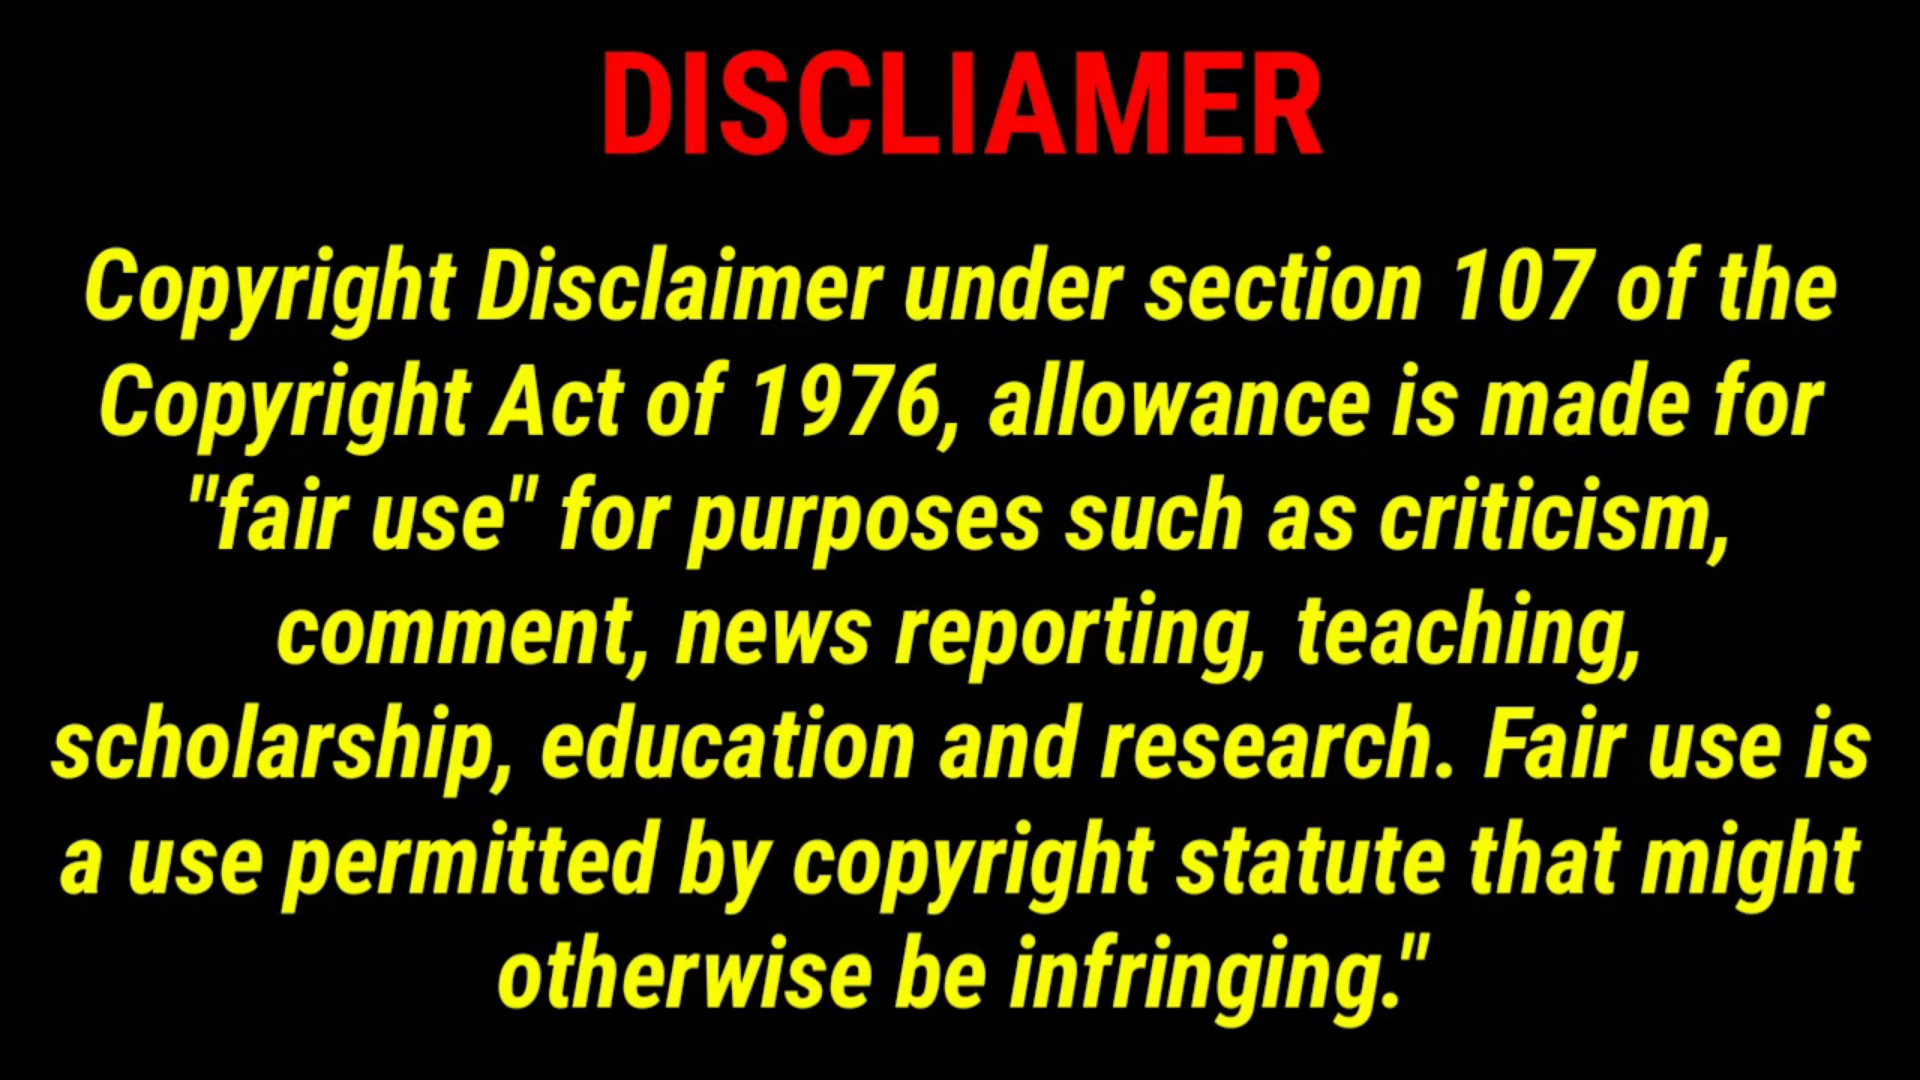 DISCLIAMER
Copyright Disclaimer under section 107 of the
Copyright Act of 1976, allowance is made for
"fair use" for purposes such as criticism,
comment, news reporting, teaching,
scholarship, education and research. Fair use is
a use permitted by copyright statute that might
otherwise be infringing."